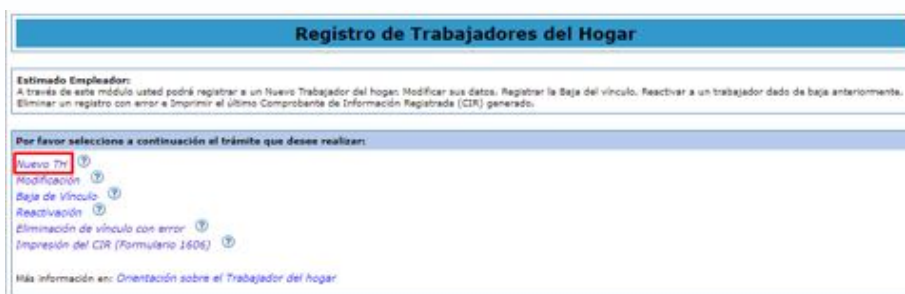 Registro de Trabajadores del Hogar
Estimado Empleador:
A través de este módulo usted podrá registrar a un Nuevo Trabajador del hogar. Modificar sus datos. Registrar la Baja del vínculo. Reactivar a un trabajador dado de baja anteriormente.
Eliminar un registro con error e Imprimir el último Comprobante de Información Registrada (CIR) generado.
Por favor seleccione a continuación el trámite que desee realizar:
Nuevo TH
Modificación
Baja de Vínculo
Reactivación
Eliminación de vínculo con error
Impresión del CIR (Formulario 1606)
Más información en: Orientación sobre el Trabajador del hogar